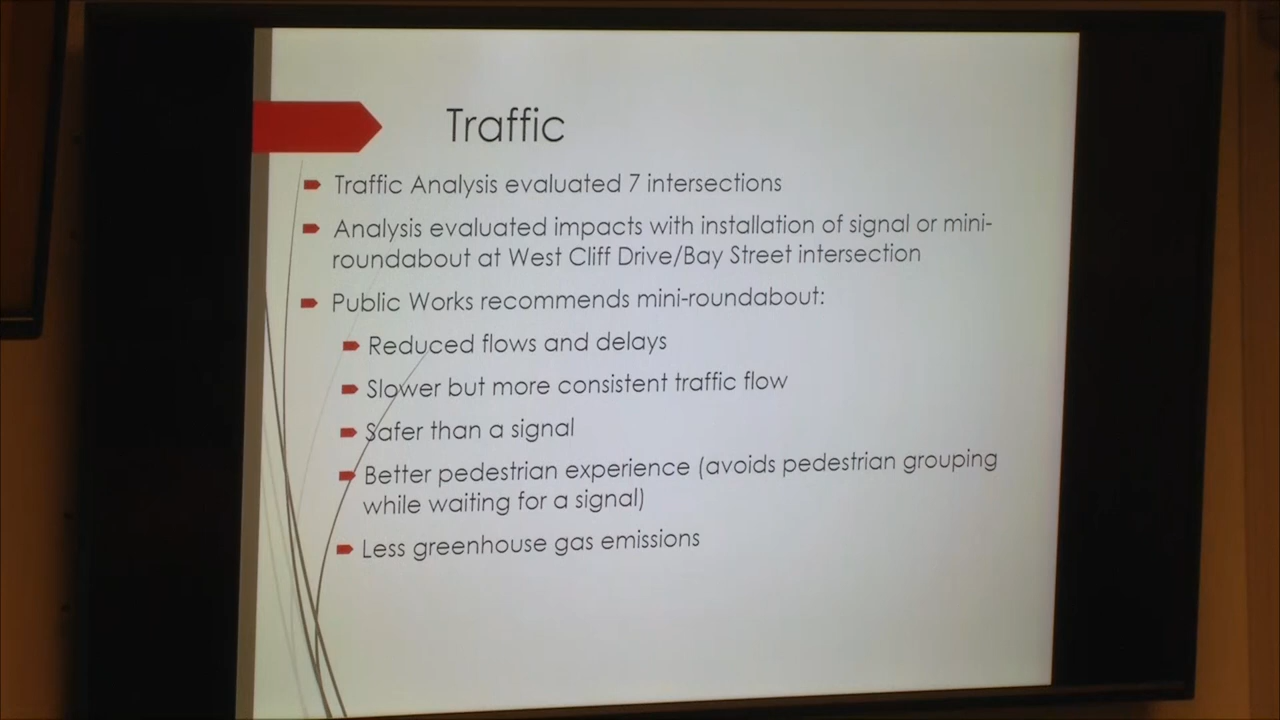 Traffic
Traffic Analysis evaluated 7 intersections
Analysis evaluated impacts with installation of signal or mini-
roundabout at West Cliff Drive/Bay Street intersection
Public Works recommends mini-roundabout:
Reduced flows and delays
Slower but more consistent traffic flow
Safer than a signal
Better pedestrian experience (avoids pedestrian grouping
while waiting for a signal)
Less greenhouse gas emissions